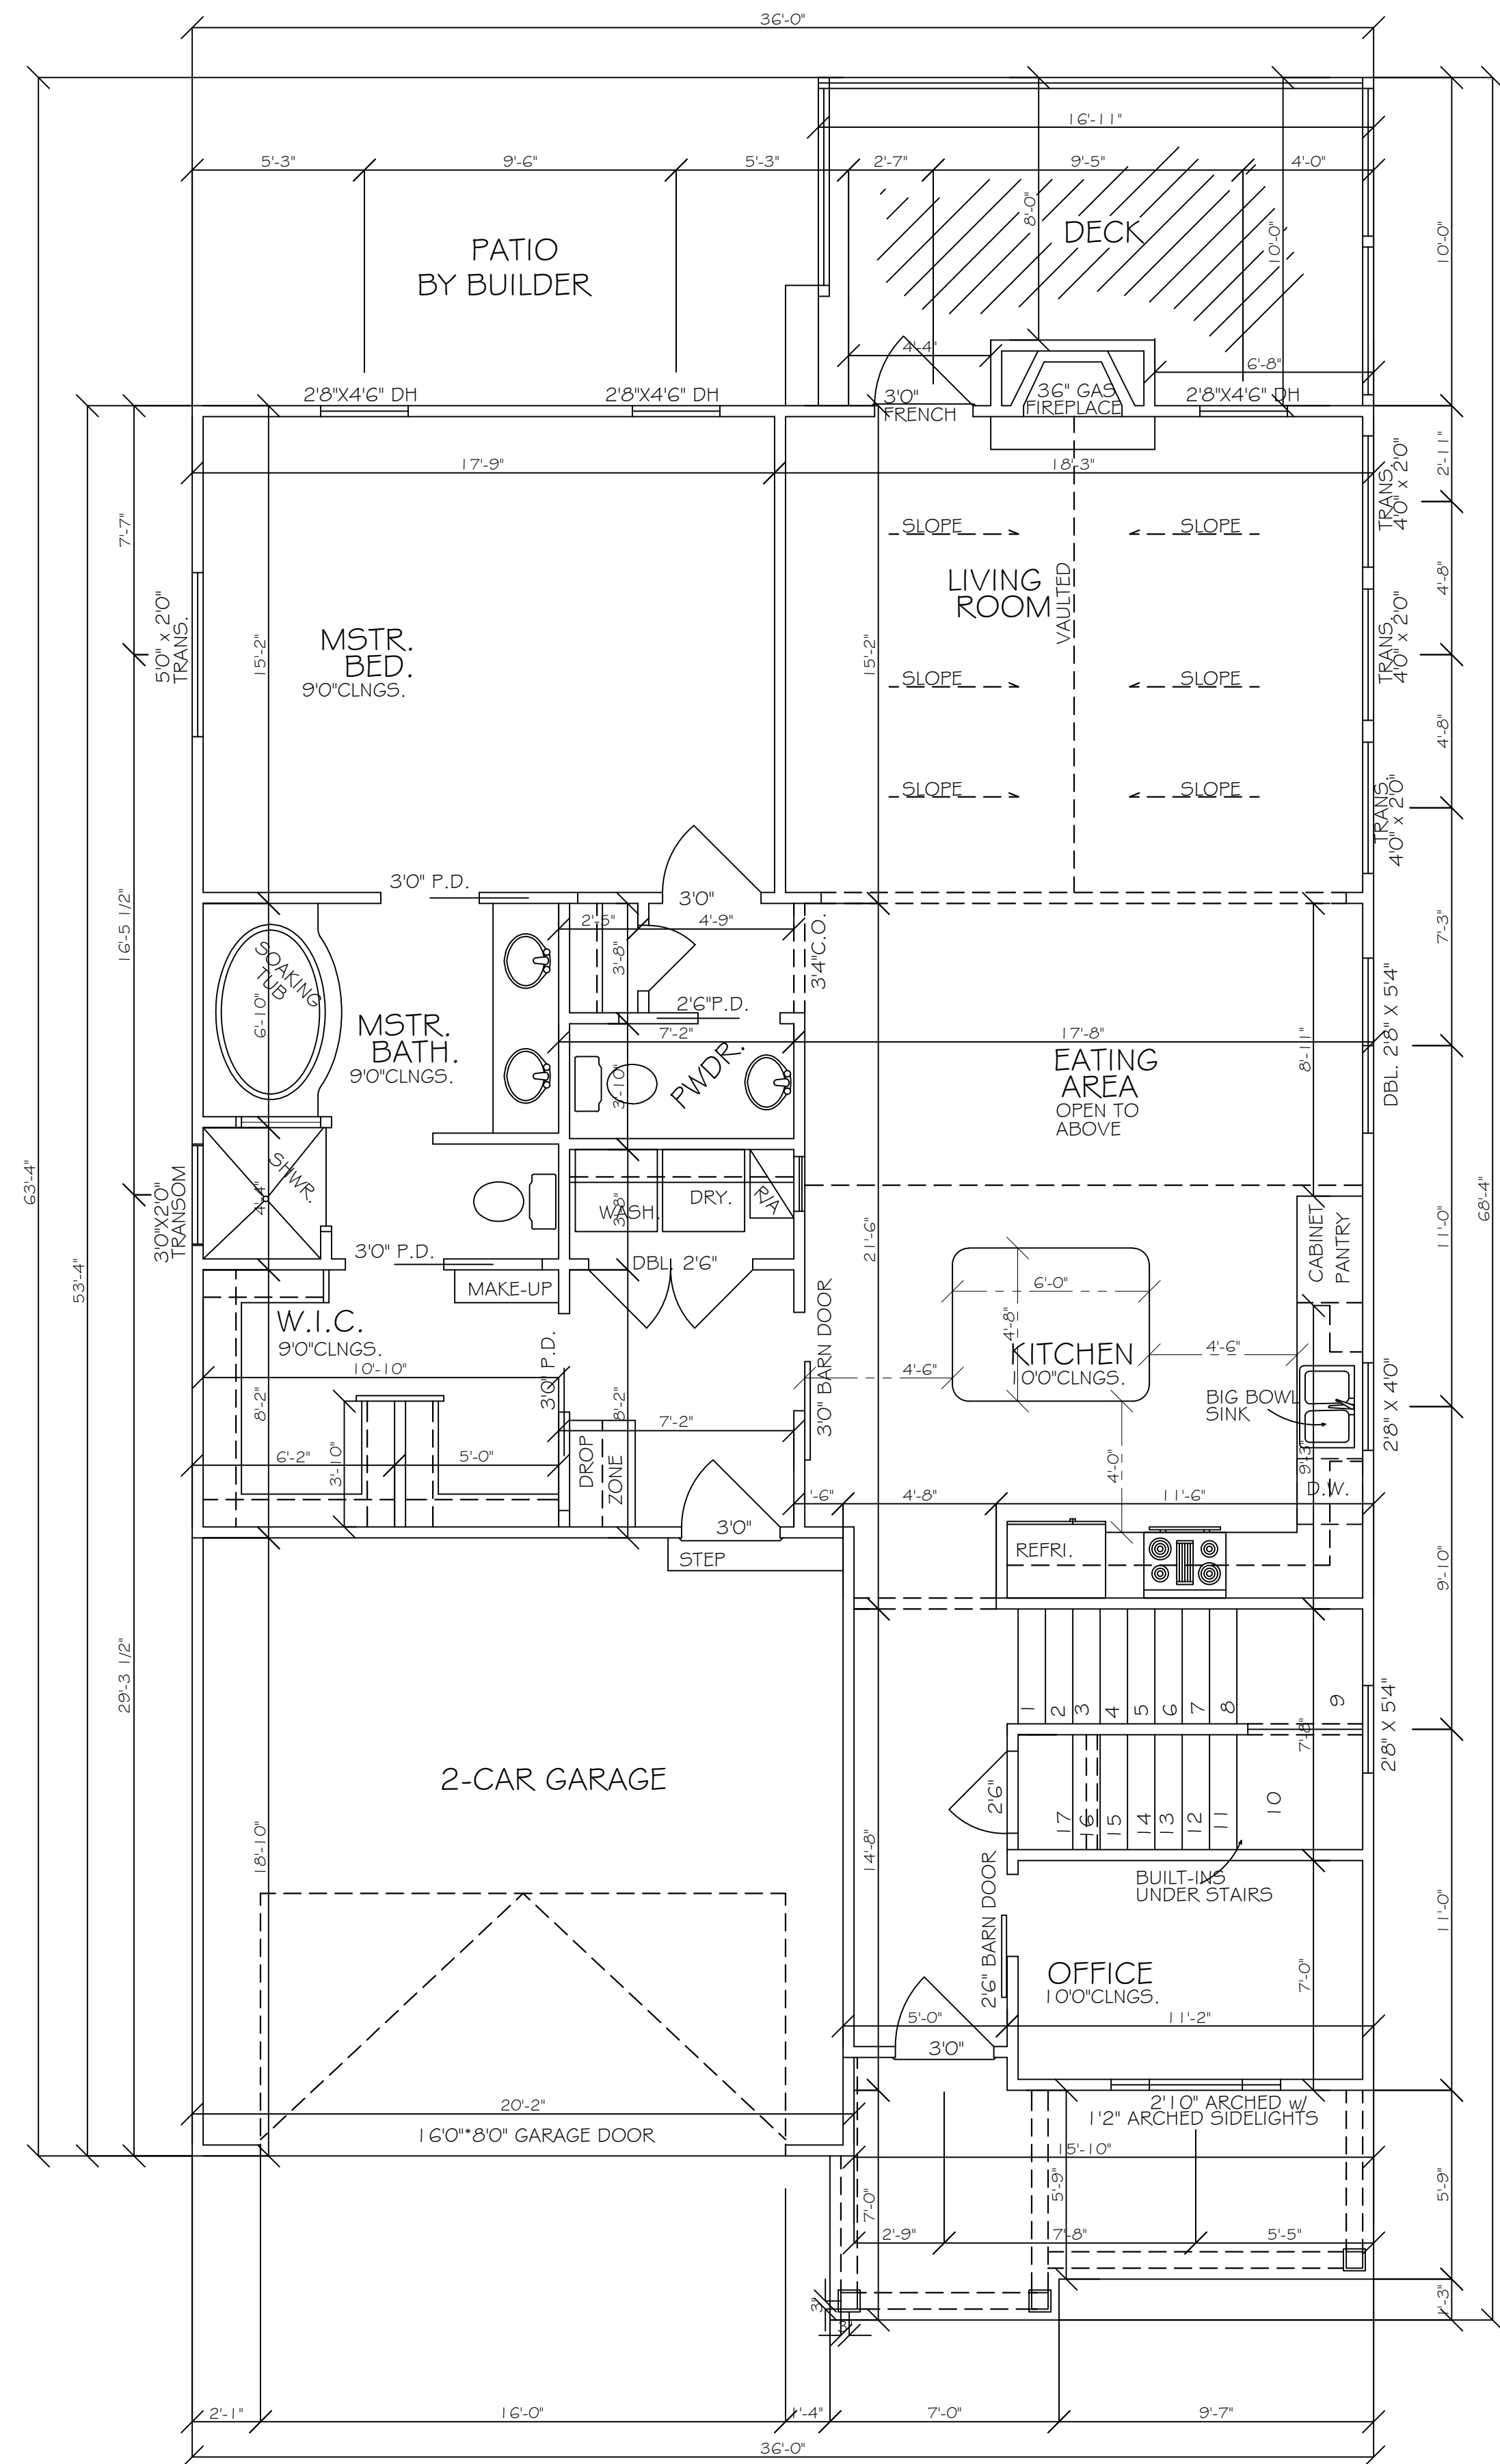 36'-0"
16'-11"
5'-3"
9'-6"
5'-3"
2'-7"
9'-5"
4'-0"
8'-0"
10'-0"
10'-0"
PATIO
BY BUILDER
DECK
4'-4"
6'-8"
2'8"X4'6" DH
2'8"X4'6" DH
3'0"
FRENCH
36" GAS
FIREPLACE
2'8"X4'6" DH
17'-9"
18'-3"
2'-11"
TRANS.
4'0" x 2'0"
7'-7"
SLOPE
SLOPE
LIVING
ROOM
VAULTED
4'-8"
5'0" x 2'0"
TRANS.
15'-2"
MSTR.
BED.
9'0"CLNGS.
15'-2"
TRANS.
4'0" x 2'0"
SLOPE
SLOPE
4'-8"
SLOPE
SLOPE
TRANS.
4'0" x 2'0"
3'0" P.D.
3'0"
2'-5"
4'-9"
3'4"C.O.
7'-3"
16'-5 1/2"
SOAKING
TUB
6'-10"
3'-8"
2'6"P.D.
MSTR.
BATH.
9'0"CLNGS.
7'-2"
17'-8"
PWDR.
3'-10"
EATING
AREA
OPEN TO
ABOVE
8'-11"
DBL. 2'8" X 5'4"
63'-4"
68'-4"
3'0"X2'0"
TRANSOM
SHWR.
4'-4"
WASH.
3'-8"
DRY.
R/A
3'0" P.D.
DBL. 2'6"
21'-6"
CABINET
PANTRY
11'-0"
53'-4"
MAKE-UP
6'-0"
4'-8"
W.I.C.
9'0"CLNGS.
3'0" BARN DOOR
KITCHEN
10'0"CLNGS.
4'-6"
4'-6"
10'-10"
3'0" P.D.
8'-2"
8'-2"
7'-2"
BIG BOWL
SINK
2'8" X 4'0"
6'-2"
3'-10"
5'-0"
DROP
ZONE
4'-0"
9'-3"
D.W.
'-6"
4'-8"
11'-6"
3'0"
STEP
REFRI.
9'-10"
29'-3 1/2"
1
2
3
4
5
6
7
8
9
7'-8"
2'8" X 5'4"
2-CAR GARAGE
2'6"
17
16
15
14
13
12
11
10
18'-10"
14'-8"
BUILT-INS
UNDER STAIRS
11'-0"
2'6" BARN DOOR
OFFICE
10'0"CLNGS.
7'-0"
5'-0"
11'-2"
3'0"
20'-2"
16'0"*8'0" GARAGE DOOR
2'10" ARCHED w/
1'2" ARCHED SIDELIGHTS
15'-10"
7'-0"
5'-9"
5'-9"
2'-9"
7'-8"
5'-5"
3"
3"
1'-3"
2'-1"
16'-0"
1'-4"
7'-0"
9'-7"
36'-0"